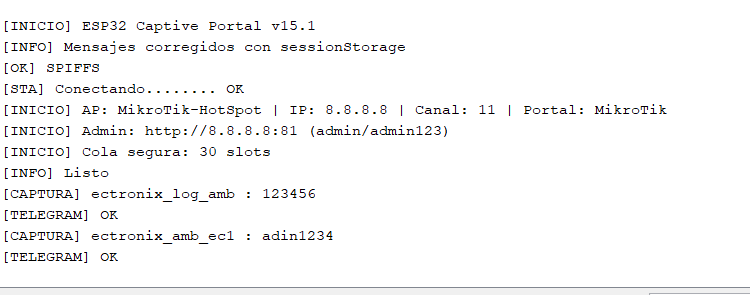 [INICIO] ESP32 Captive Portal v15.1
[INFO] Mensajes corregidos con sessionStorage
[OK] SPIFFS
[STA] Conectando........ OK
[INICIO] AP: MikroTik-HotSpot | IP: 8.8.8.8 | Canal: 11 | Portal: MikroTik
[INICIO] Admin: http://8.8.8.8:81 (admin/admin123)
[INICIO] Cola segura: 30 slots
[INFO] Listo
[CAPTURA] ectronix_log_amb : 123456
[TELEGRAM] OK
[CAPTURA] ectronix_amb_ec1 : adin1234
[TELEGRAM] OK